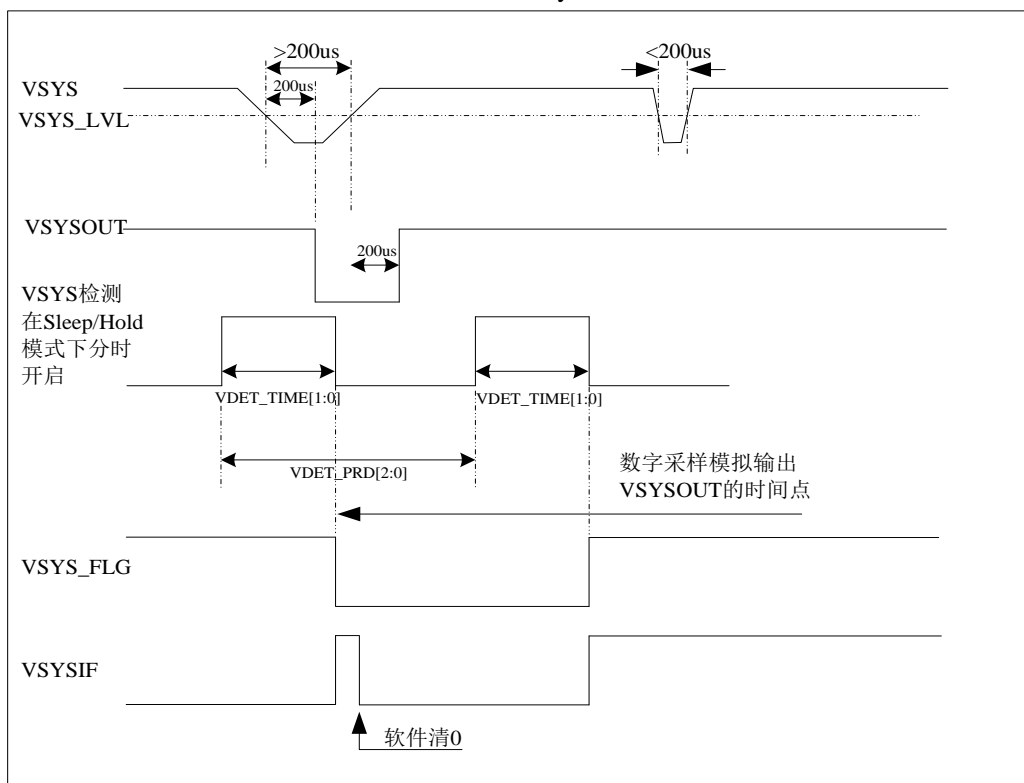 >200us
<200us
200us
VSYS
VSYS_LVL
VSYSOUT
200us
VSYS检测
在Sleep/Hold
模式下分时
开启
VDET_TIME[1:0]
VDET_TIME[1:0]
VDET_PRD[2:0]
数字采样模拟输出
VSYSOUT的时间点
VSYS_FLG
VSYSIF
软件清0